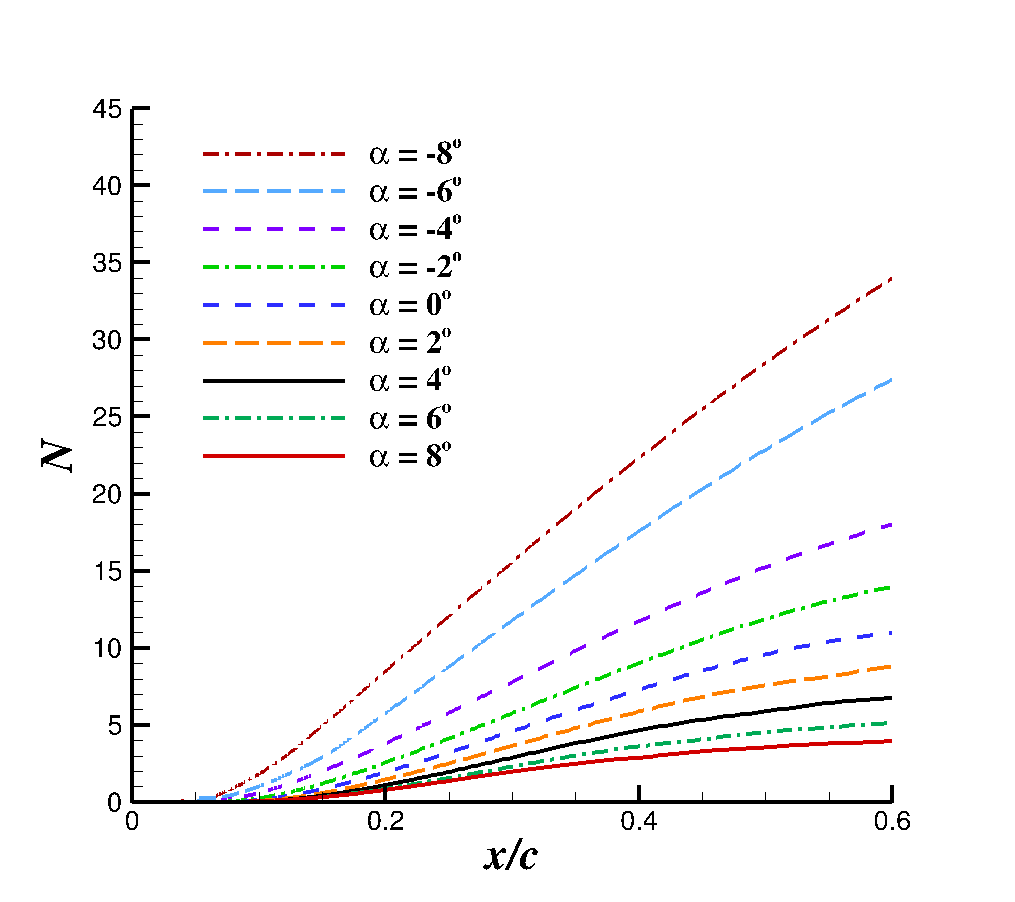 45
40
35
30
25
20
15
10
5
0
N
α = -8°
α = -6°
α = -4°
α = -2°
α = 0°
α = 2°
α = 4°
α = 6°
α = 8°
0 0.2 0.4 0.6
x/c